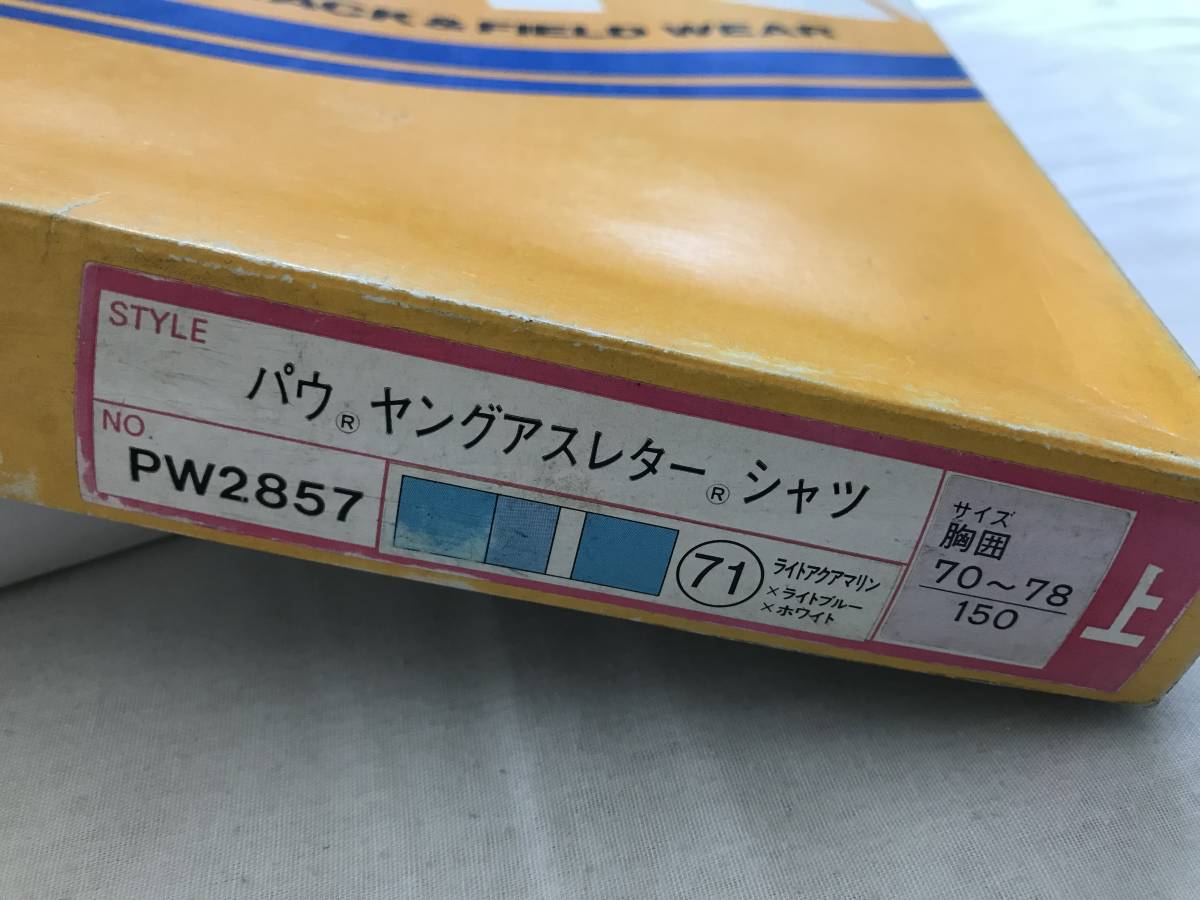 & FIELD WEAR
STYLE
パウ® ヤングアスレター® シャツ
NO.
PW2857
71
ライトアクアマリン
×ライトブルー
×ホワイト
サイズ
胸囲
70~78
150
上